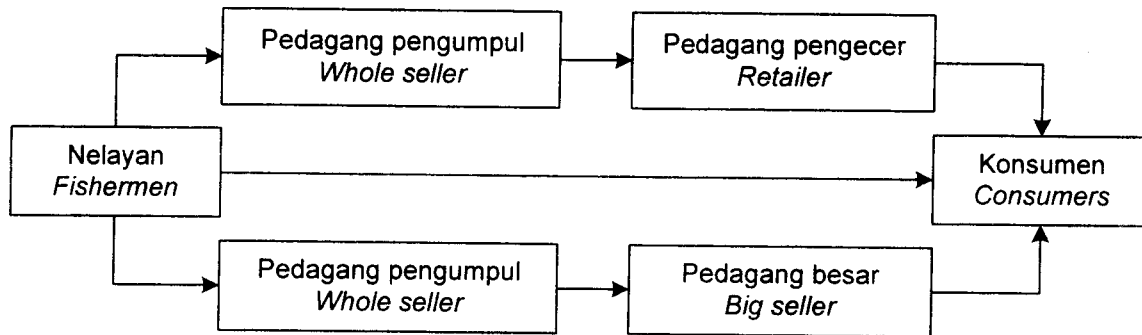 Pedagang pengumpul
Whole seller
Pedagang pengecer
Retailer
Nelayan
Fishermen
Konsumen
Consumers
Pedagang pengumpul
Whole seller
Pedagang besar
Big seller